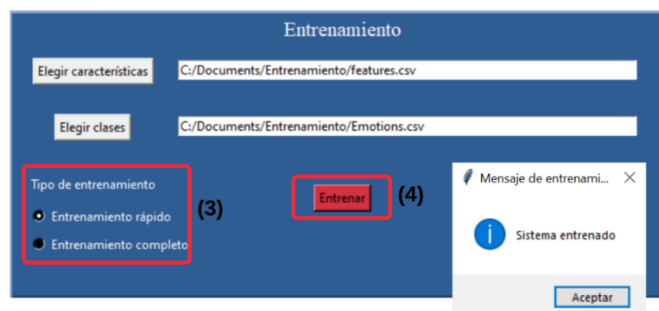 Entrenamiento
Elegir características
C:/Documents/Entrenamiento/features.csv
Elegir clases
C:/Documents/Entrenamiento/Emotions.csv
Tipo de entrenamiento
Entrenamiento rápido
Entrenamiento completo
(3)
Entrenar
(4)
Mensaje de entrenami...
Sistema entrenado
Aceptar